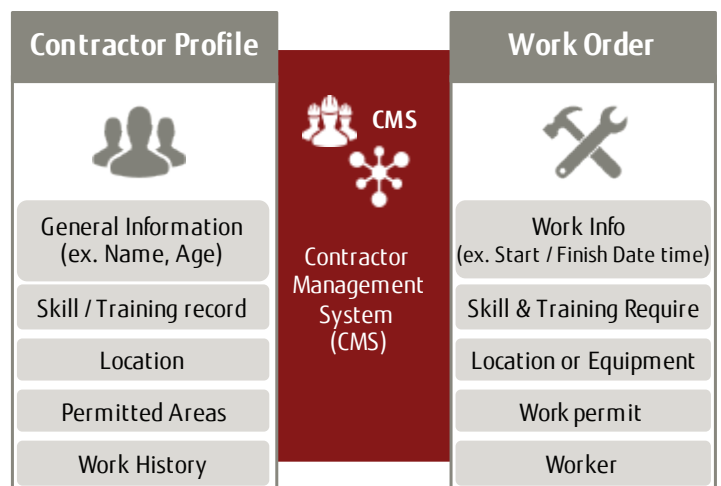 Contractor Profile
General Information
(ex. Name, Age)
Skill / Training record
Location
Permitted Areas
Work History
CMS
Contractor
Management
System
(CMS)
Work Order
Work Info
(ex. Start / Finish Date time)
Skill & Training Require
Location or Equipment
Work permit
Worker